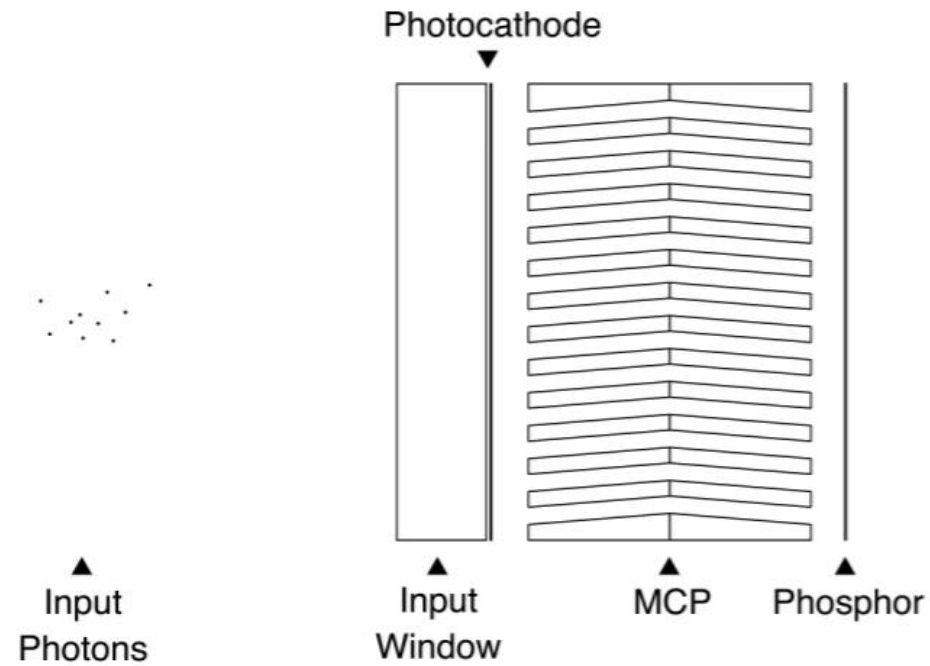 Photocathode
Input
Photons
Input
Window
MCP
Phosphor